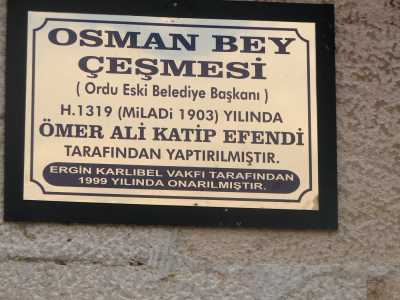 OSMAN BEY
ÇEŞMESİ
( Ordu Eski Belediye Başkanı )
H.1319 (MiLADi 1903) YILINDA
ÖMER ALİ KATİP EFENDİ
TARAFINDAN YAPTIRILMIŞTIR.
ERGİN KARLIBEL VAKFI TARAFINDAN
1999 YILINDA ONARILMIŞTIR.